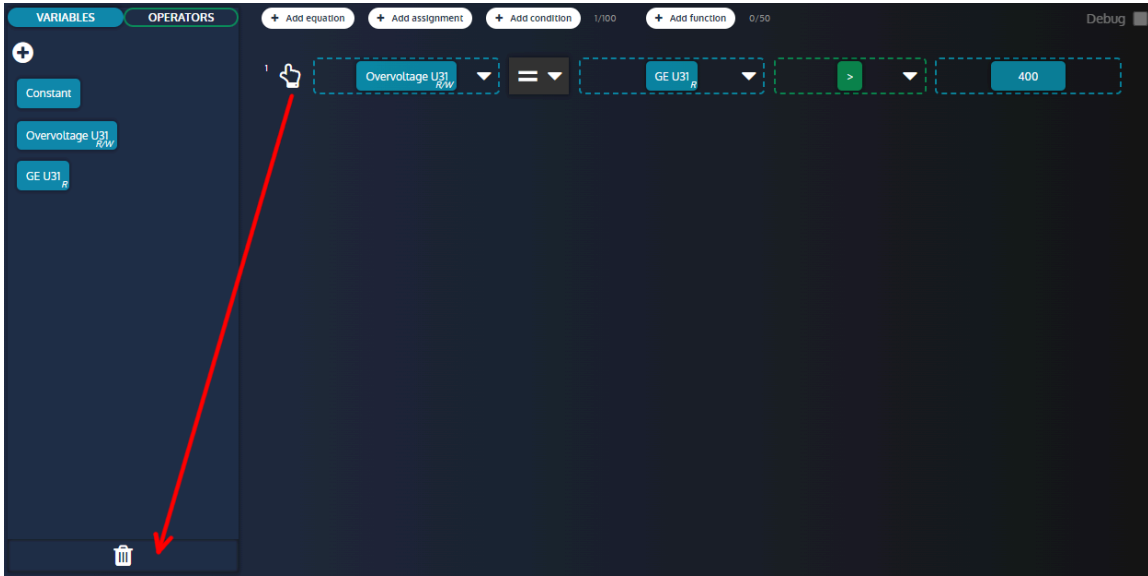 VARIABLES OPERATORS + Add equation + Add assignment + Add condition 1/100 + Add function 0/50 Debug
1 Overvoltage U31 R/W = GE U31 R > 400
Constant
Overvoltage U31 R/W
GE U31 R